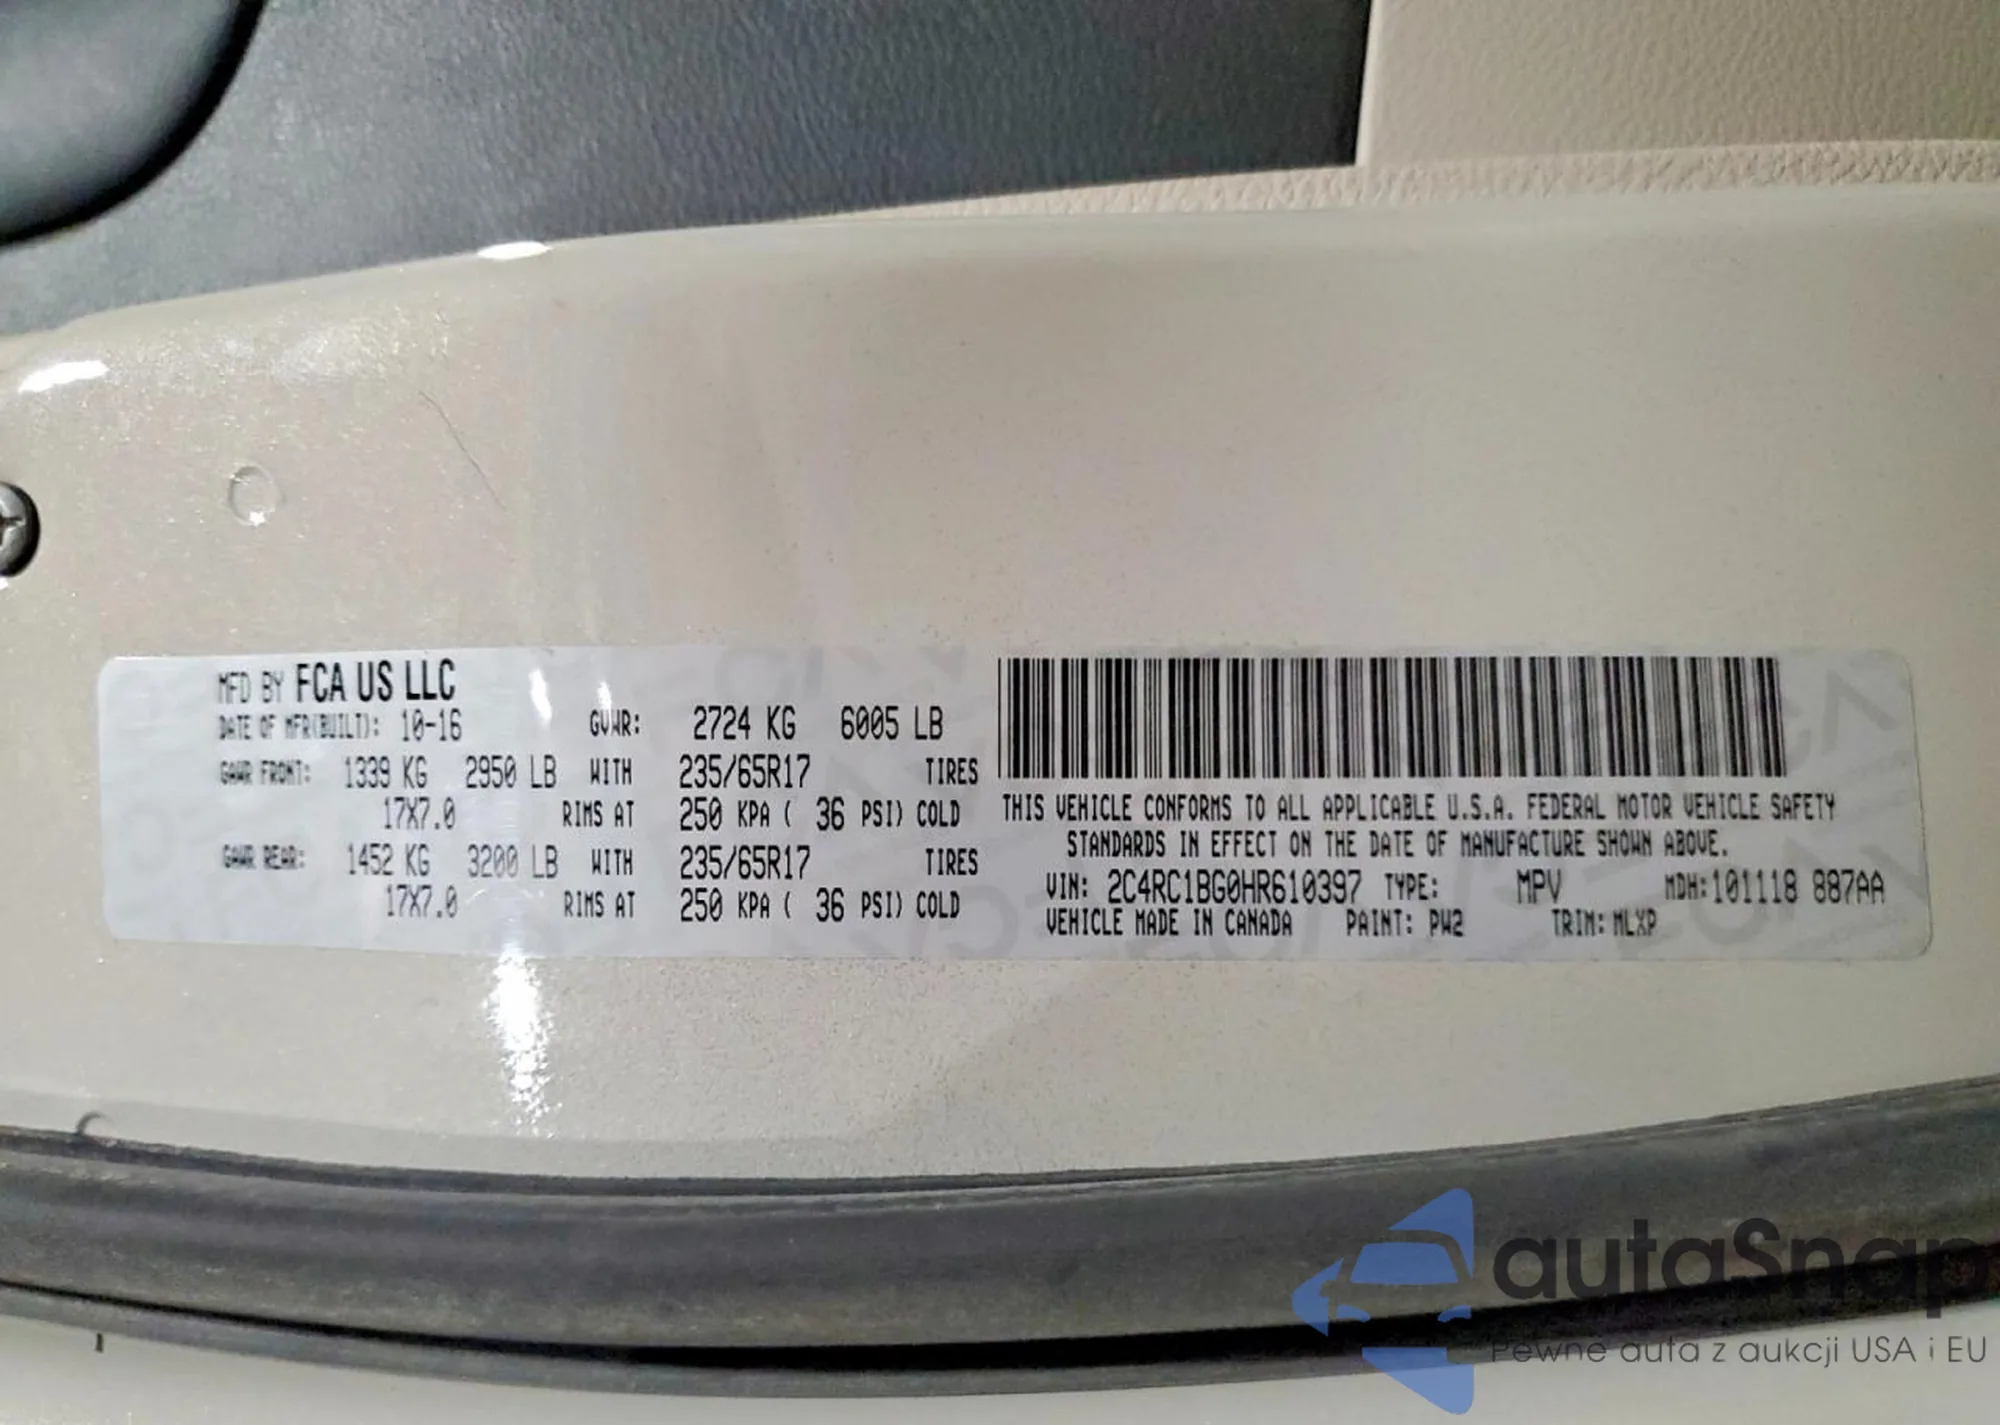 MFD BY FCA US LLC
DATE OF MFR(BUILT): 10-16 GVWR: 2724 KG 6005 LB
GAWR FRONT: 1339 KG 2950 LB WITH 235/65R17 TIRES
17X7.0 RIMS AT 250 KPA ( 36 PSI) COLD
GAWR REAR: 1452 KG 3200 LB WITH 235/65R17 TIRES
17X7.0 RIMS AT 250 KPA ( 36 PSI) COLD
THIS VEHICLE CONFORMS TO ALL APPLICABLE U.S.A. FEDERAL MOTOR VEHICLE SAFETY
STANDARDS IN EFFECT ON THE DATE OF MANUFACTURE SHOWN ABOVE.
VIN: 2C4RC1BG0HR610397 TYPE: MPV MDH:101118 887AA
VEHICLE MADE IN CANADA PAINT: PW2 TRIM: MLXP
autaSnap
Pewne auta z aukcji USA i EU